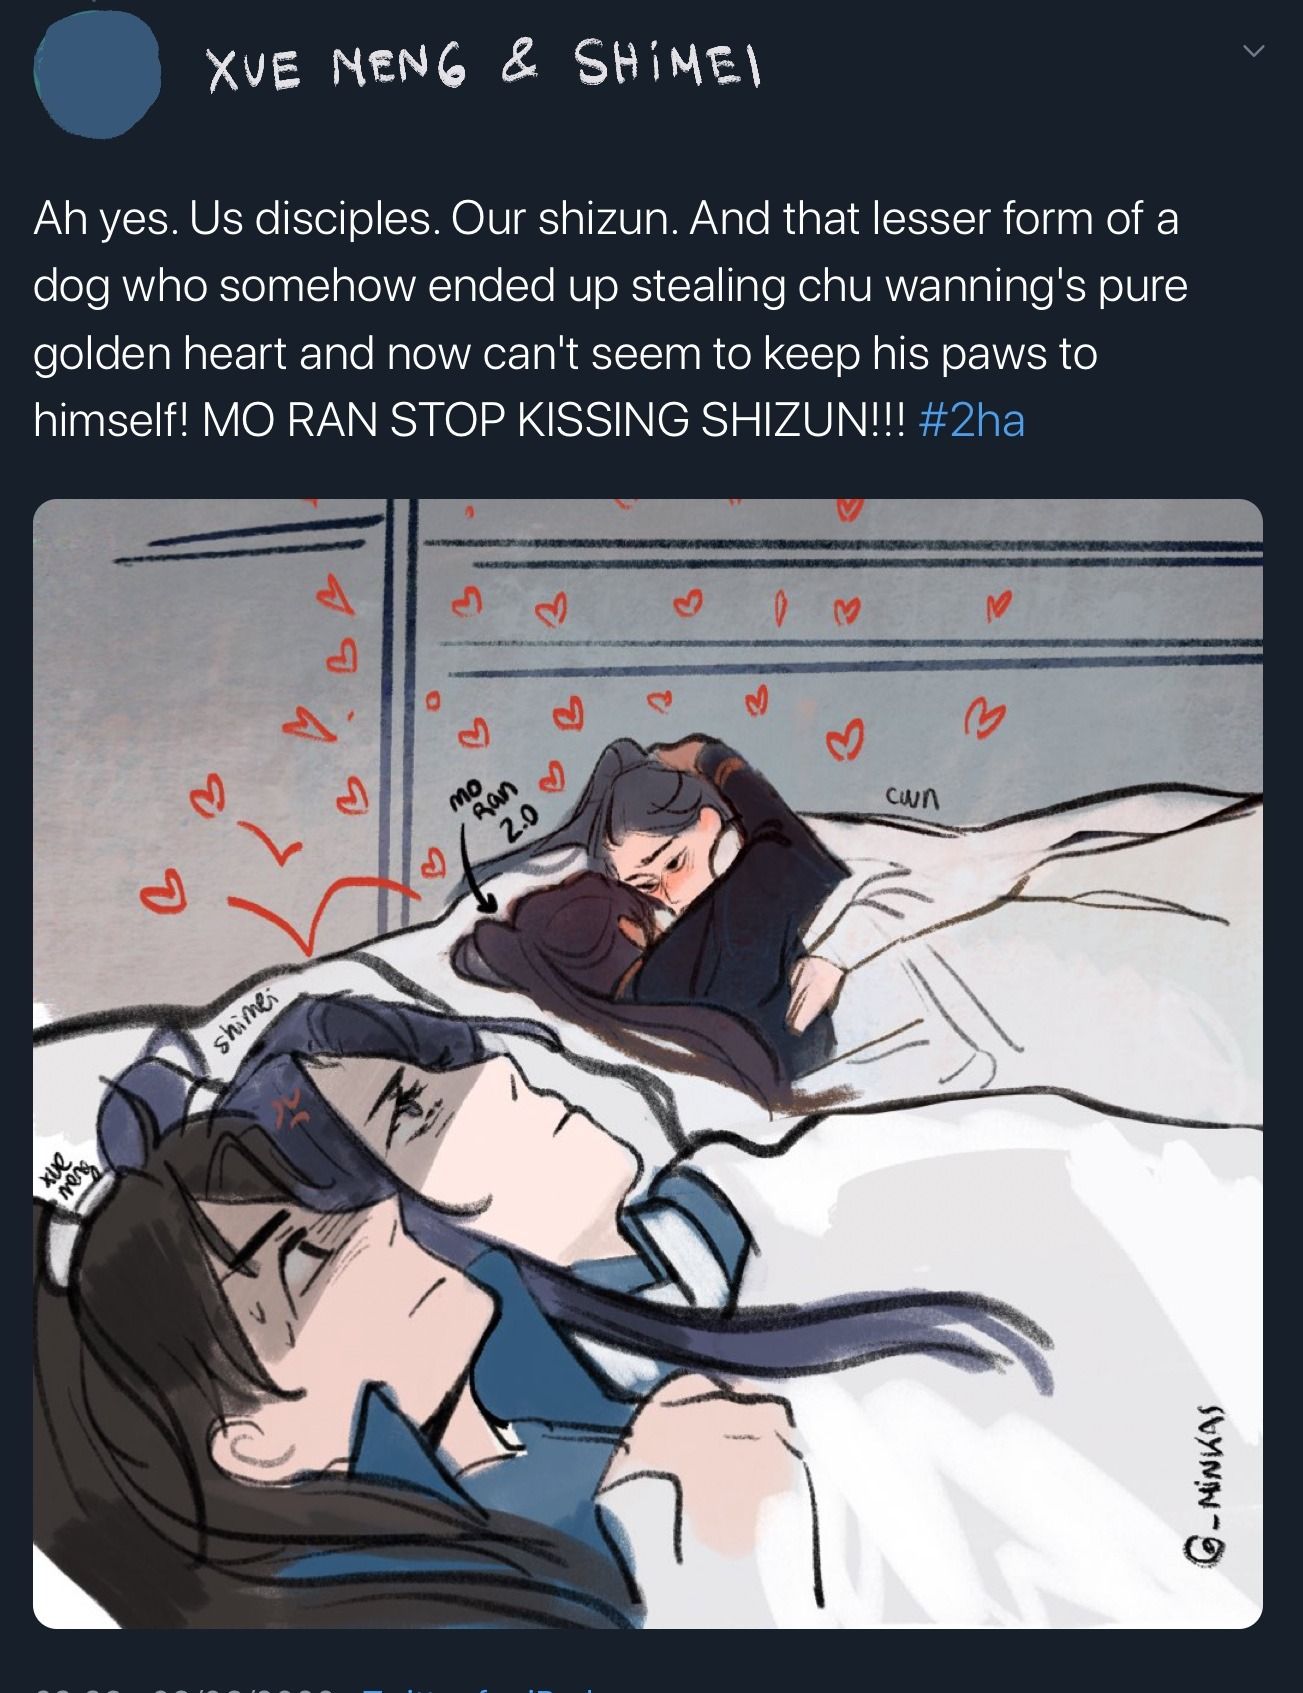 XUE MENG & SHiMEI
Ah yes. Us disciples. Our shizun. And that lesser form of a
dog who somehow ended up stealing chu wanning's pure
golden heart and now can't seem to keep his paws to
himself! MO RAN STOP KISSING SHIZUN!!! #2ha
mo
Ran
2.0
cwn
shimei
xue
meng
@_MiNKAS